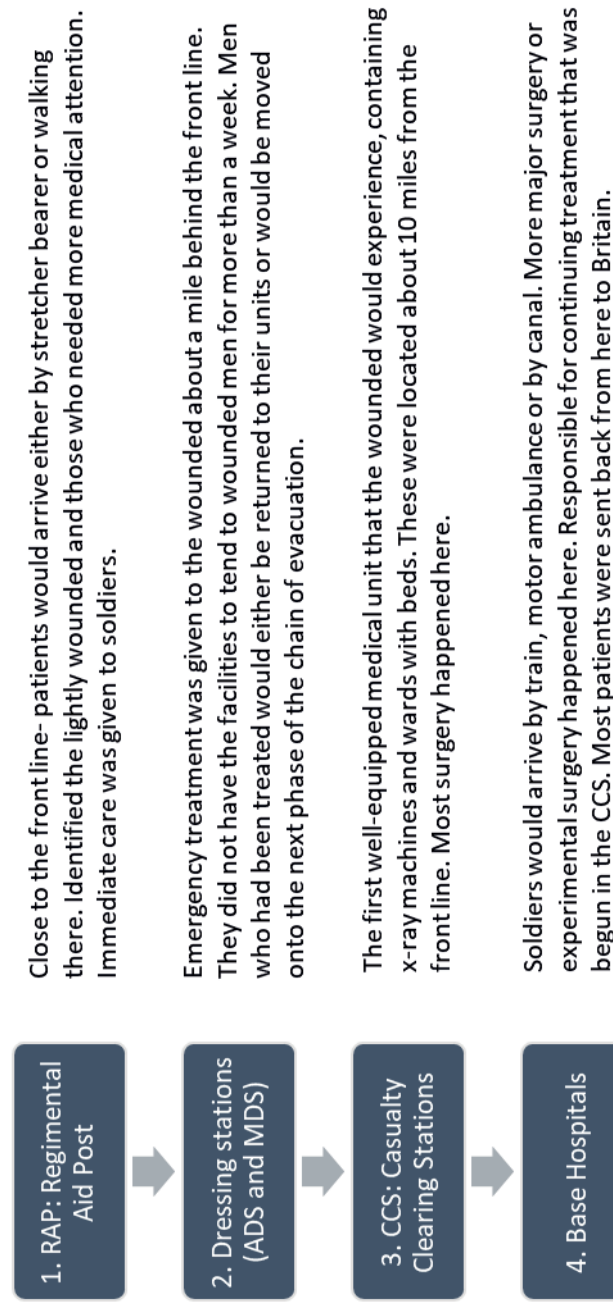 1. RAP: Regimental
Aid Post
Close to the front line- patients would arrive either by stretcher bearer or walking
there. Identified the lightly wounded and those who needed more medical attention.
Immediate care was given to soldiers.
2. Dressing stations
(ADS and MDS)
Emergency treatment was given to the wounded about a mile behind the front line.
They did not have the facilities to tend to wounded men for more than a week. Men
who had been treated would either be returned to their units or would be moved
onto the next phase of the chain of evacuation.
3. CCS: Casualty
Clearing Stations
The first well-equipped medical unit that the wounded would experience, containing
x-ray machines and wards with beds. These were located about 10 miles from the
front line. Most surgery happened here.
4. Base Hospitals
Soldiers would arrive by train, motor ambulance or by canal. More major surgery or
experimental surgery happened here. Responsible for continuing treatment that was
begun in the CCS. Most patients were sent back from here to Britain.